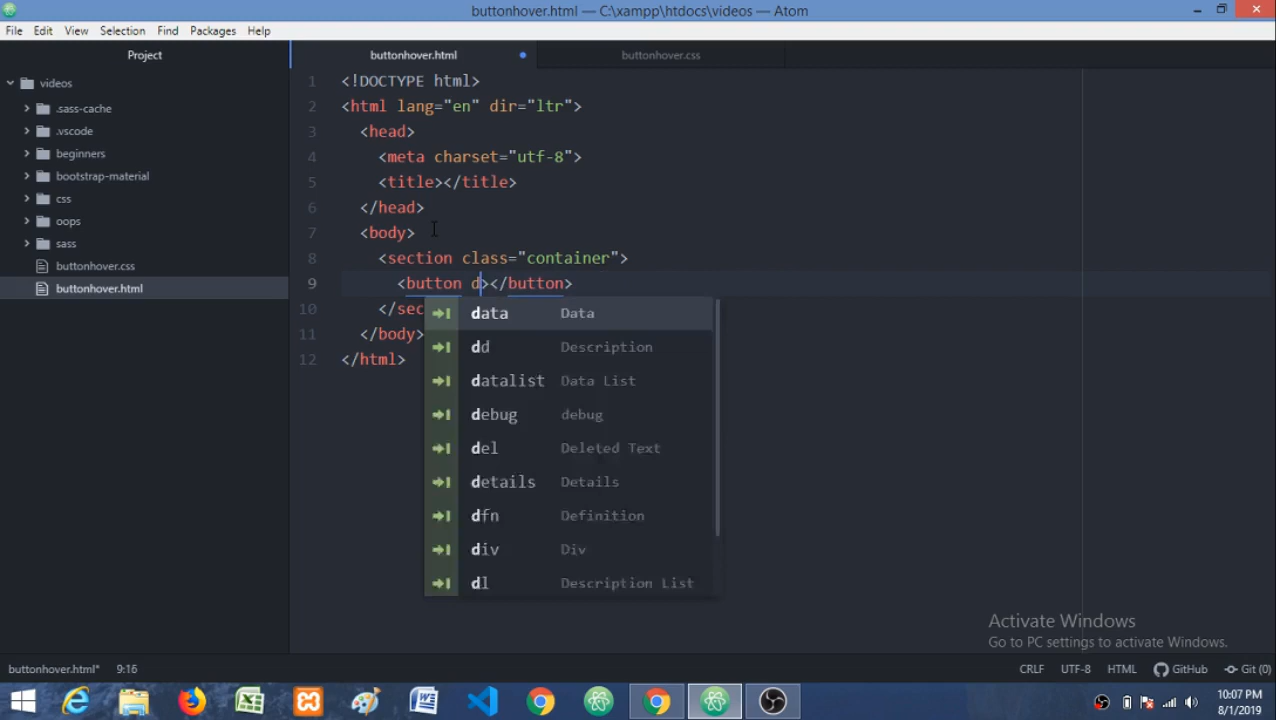 buttonhover.html — C:\xampp\htdocs\videos — Atom
File Edit View Selection Find Packages Help
Project
buttonhover.html
buttonhover.css
videos
.sass-cache
.vscode
beginners
bootstrap-material
css
oops
sass
buttonhover.css
buttonhover.html
1 <!DOCTYPE html>
2 <html lang="en" dir="ltr">
3 <head>
4 <meta charset="utf-8">
5 <title></title>
6 </head>
7 <body>
8 <section class="container">
9 <button d></button>
10 </sec
11 </body>
12 </html>
data Data
dd Description
datalist Data List
debug debug
del Deleted Text
details Details
dfn Definition
div Div
dl Description List
Activate Windows
Go to PC settings to activate Windows.
buttonhover.html* 9:16 CRLF UTF-8 HTML GitHub Git (0)
10:07 PM
8/1/2019